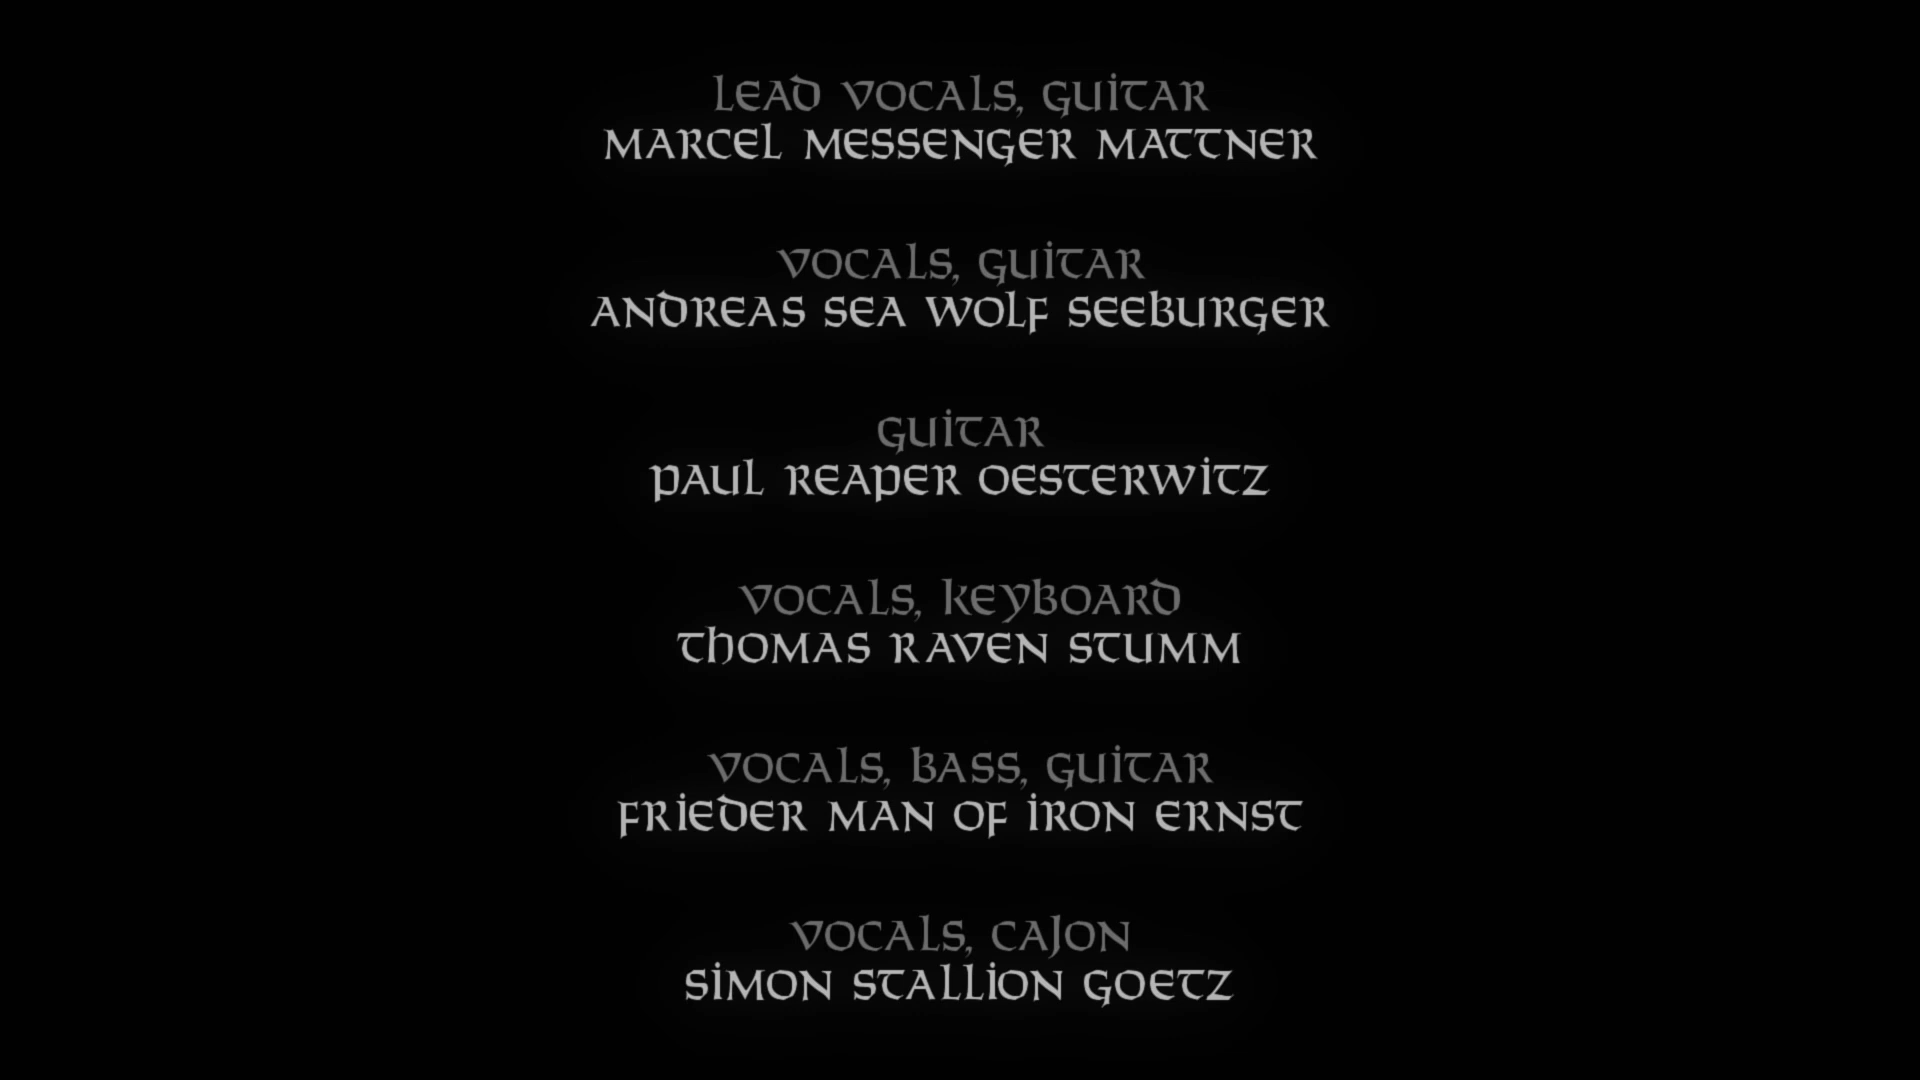 LEAD VOCALS, GUITAR
MARCEL MESSENGER MATTNER
VOCALS, GUITAR
ANDREAS SEA WOLF SEEBURGER
GUITAR
PAUL REAPER OESTERWITZ
VOCALS, KEYBOARD
THOMAS RAVEN STUMM
VOCALS, BASS, GUITAR
FRIEDER MAN OF IRON ERNST
VOCALS, CAJON
SIMON STALLION GOETZ